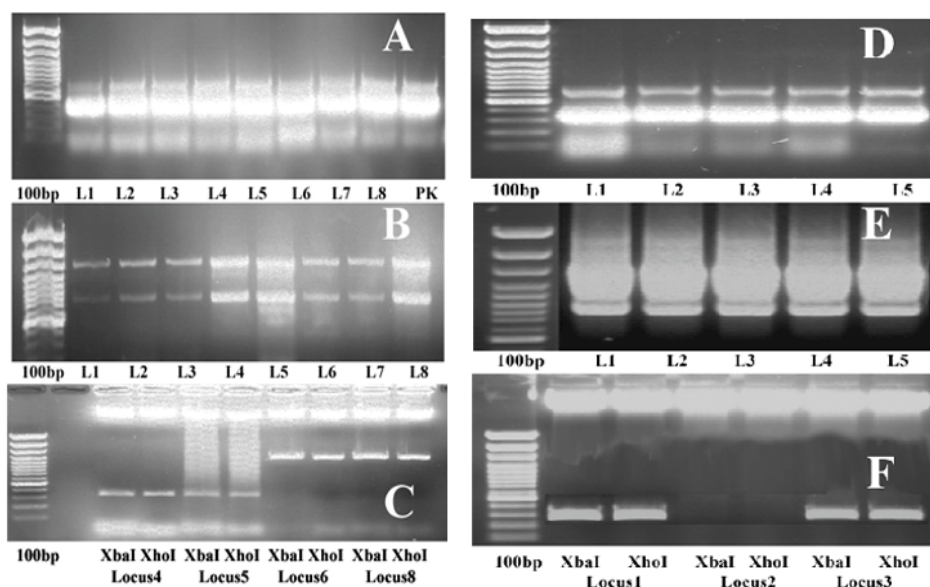 A
100bp L1 L2 L3 L4 L5 L6 L7 L8 PK
B
100bp L1 L2 L3 L4 L5 L6 L7 L8
C
100bp XbaI XhoI XbaI XhoI XbaI XhoI XbaI XhoI
Locus4 Locus5 Locus6 Locus8
D
100bp L1 L2 L3 L4 L5
E
100bp L1 L2 L3 L4 L5
F
100bp XbaI XhoI XbaI XhoI XbaI XhoI
Locus1 Locus2 Locus3